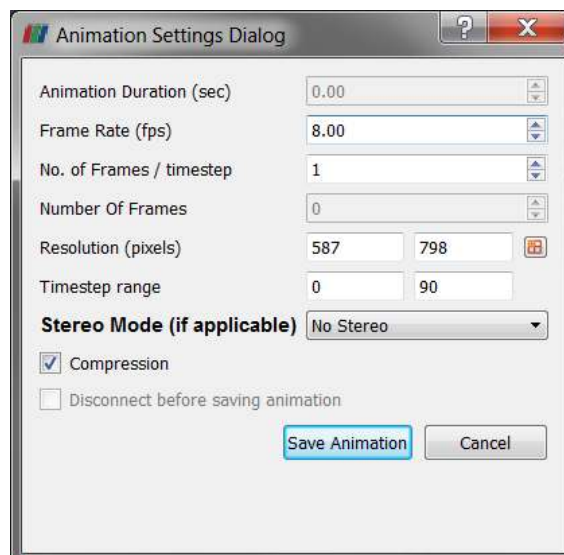 Animation Settings Dialog
?
Animation Duration (sec) 0.00
Frame Rate (fps) 8.00
No. of Frames / timestep 1
Number Of Frames 0
Resolution (pixels) 587 798
Timestep range 0 90
Stereo Mode (if applicable) No Stereo
Compression
Disconnect before saving animation
Save Animation Cancel